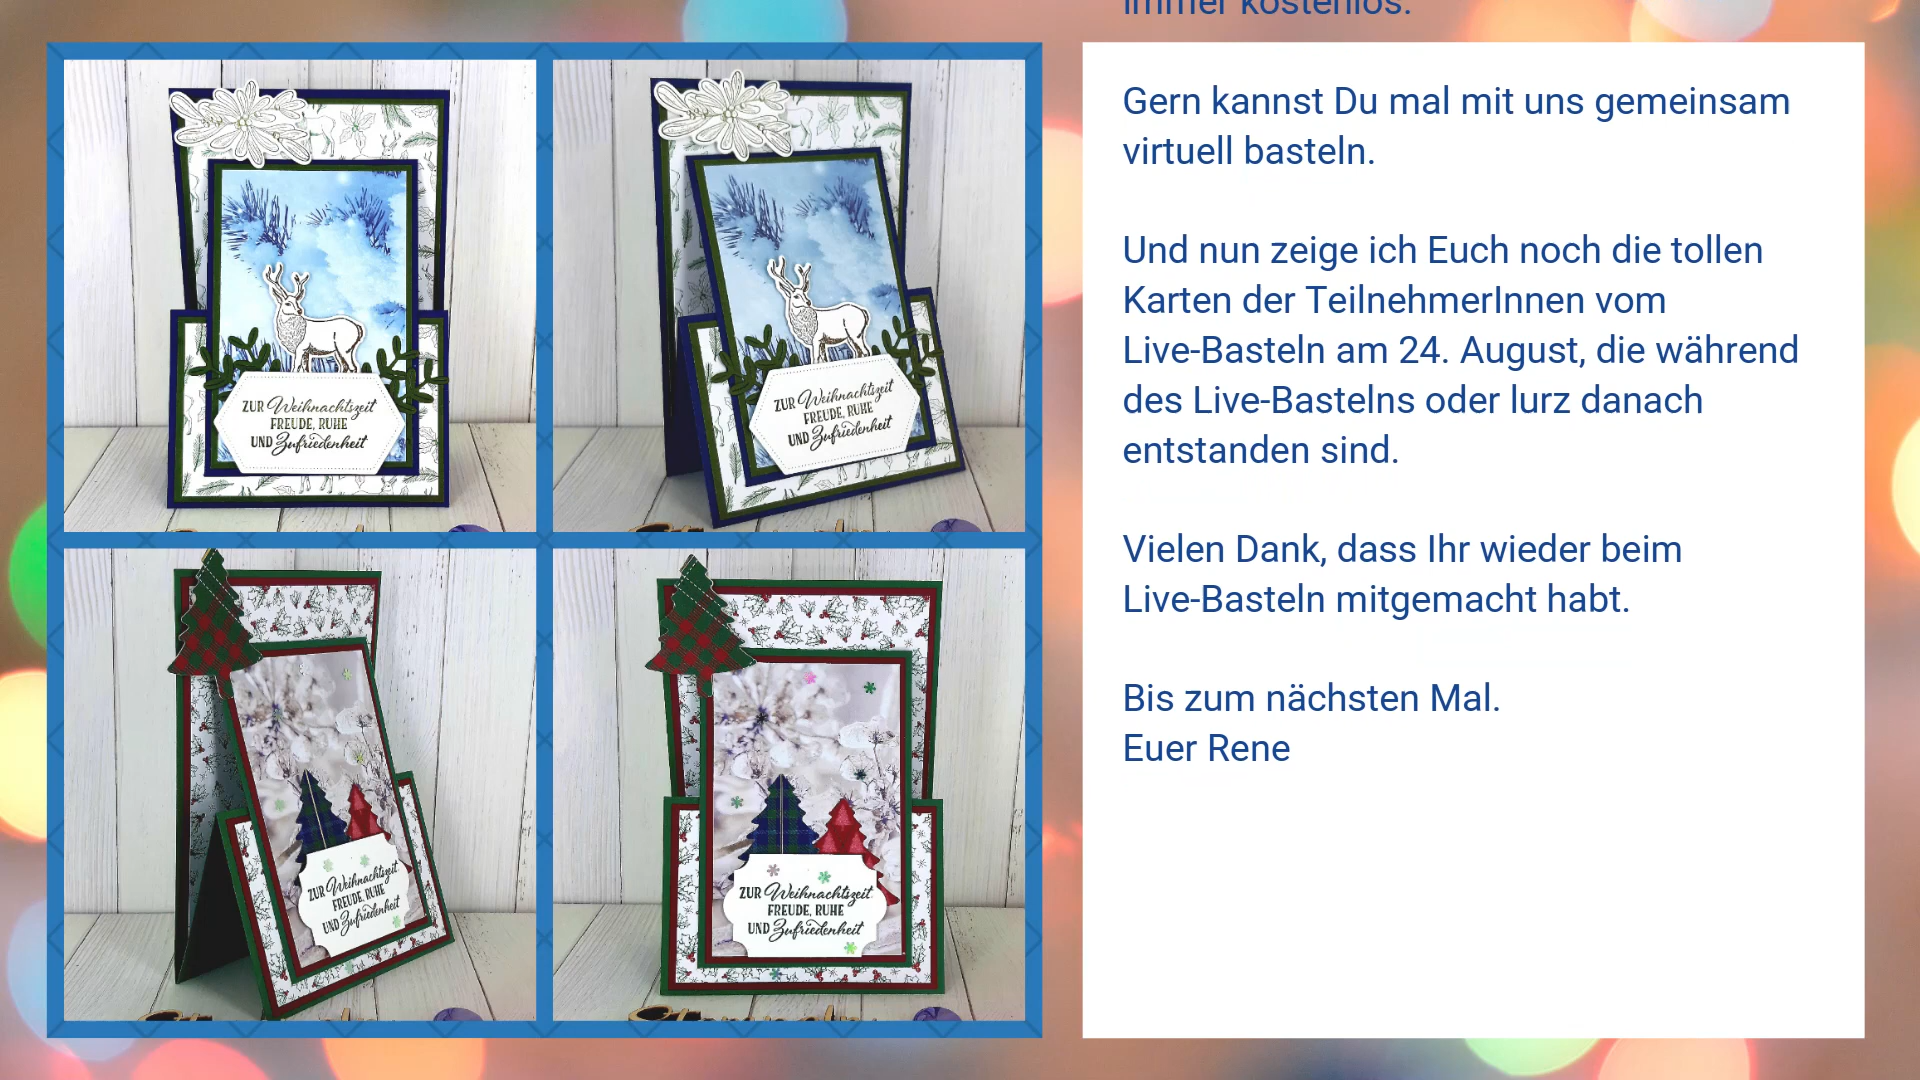 immer kostenlos.
Gern kannst Du mal mit uns gemeinsam
virtuell basteln.
Und nun zeige ich Euch noch die tollen
Karten der TeilnehmerInnen vom
Live-Basteln am 24. August, die während
des Live-Bastelns oder lurz danach
entstanden sind.
Vielen Dank, dass Ihr wieder beim
Live-Basteln mitgemacht habt.
Bis zum nächsten Mal.
Euer Rene
ZUR Weihnachtszeit
FREUDE, RUHE
UND Zufriedenheit
ZUR Weihnachtszeit
FREUDE, RUHE
UND Zufriedenheit
ZUR Weihnachtszeit
FREUDE, RUHE
UND Zufriedenheit
ZUR Weihnachtszeit
FREUDE, RUHE
UND Zufriedenheit